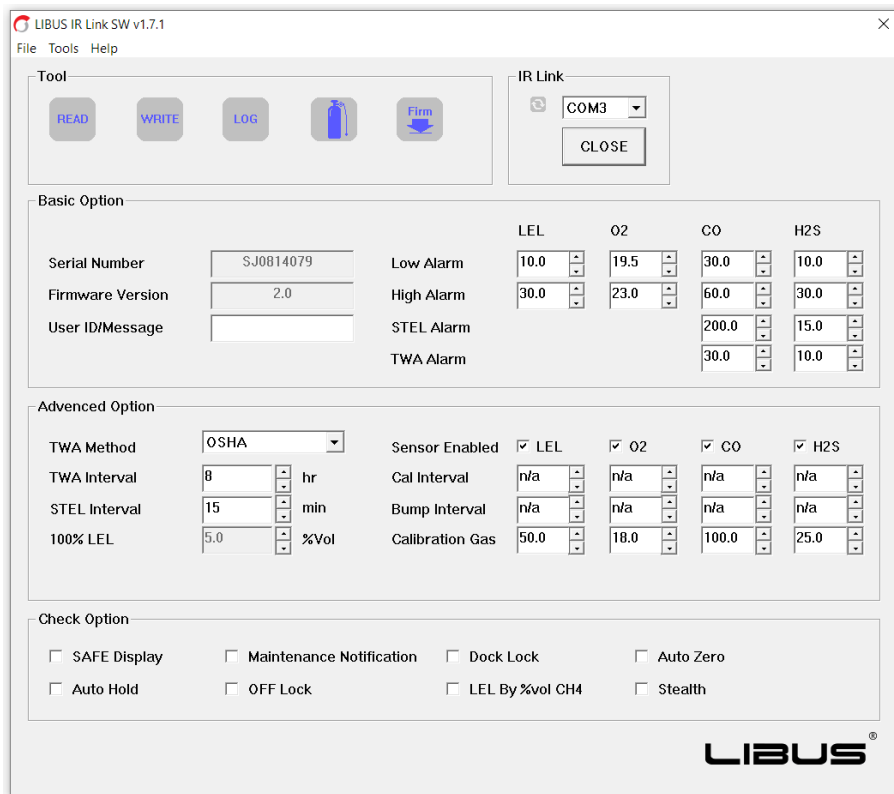 LIBUS IR Link SW v1.7.1
File Tools Help
Tool
READ WRITE LOG Firm
IR Link
COM3
CLOSE
Basic Option
LEL O2 CO H2S
Serial Number SJ0814079 Low Alarm 10.0 19.5 30.0 10.0
Firmware Version 2.0 High Alarm 30.0 23.0 60.0 30.0
User ID/Message STEL Alarm 200.0 15.0
TWA Alarm 30.0 10.0
Advenced Option
TWA Method OSHA Sensor Enabled LEL O2 CO H2S
TWA Interval 8 hr Cal Interval n/a n/a n/a n/a
STEL Interval 15 min Bump Interval n/a n/a n/a n/a
100% LEL 5.0 %Vol Calibration Gas 50.0 18.0 100.0 25.0
Check Option
SAFE Display Maintenance Notification Dock Lock Auto Zero
Auto Hold OFF Lock LEL By %vol CH4 Stealth
LIBUS®